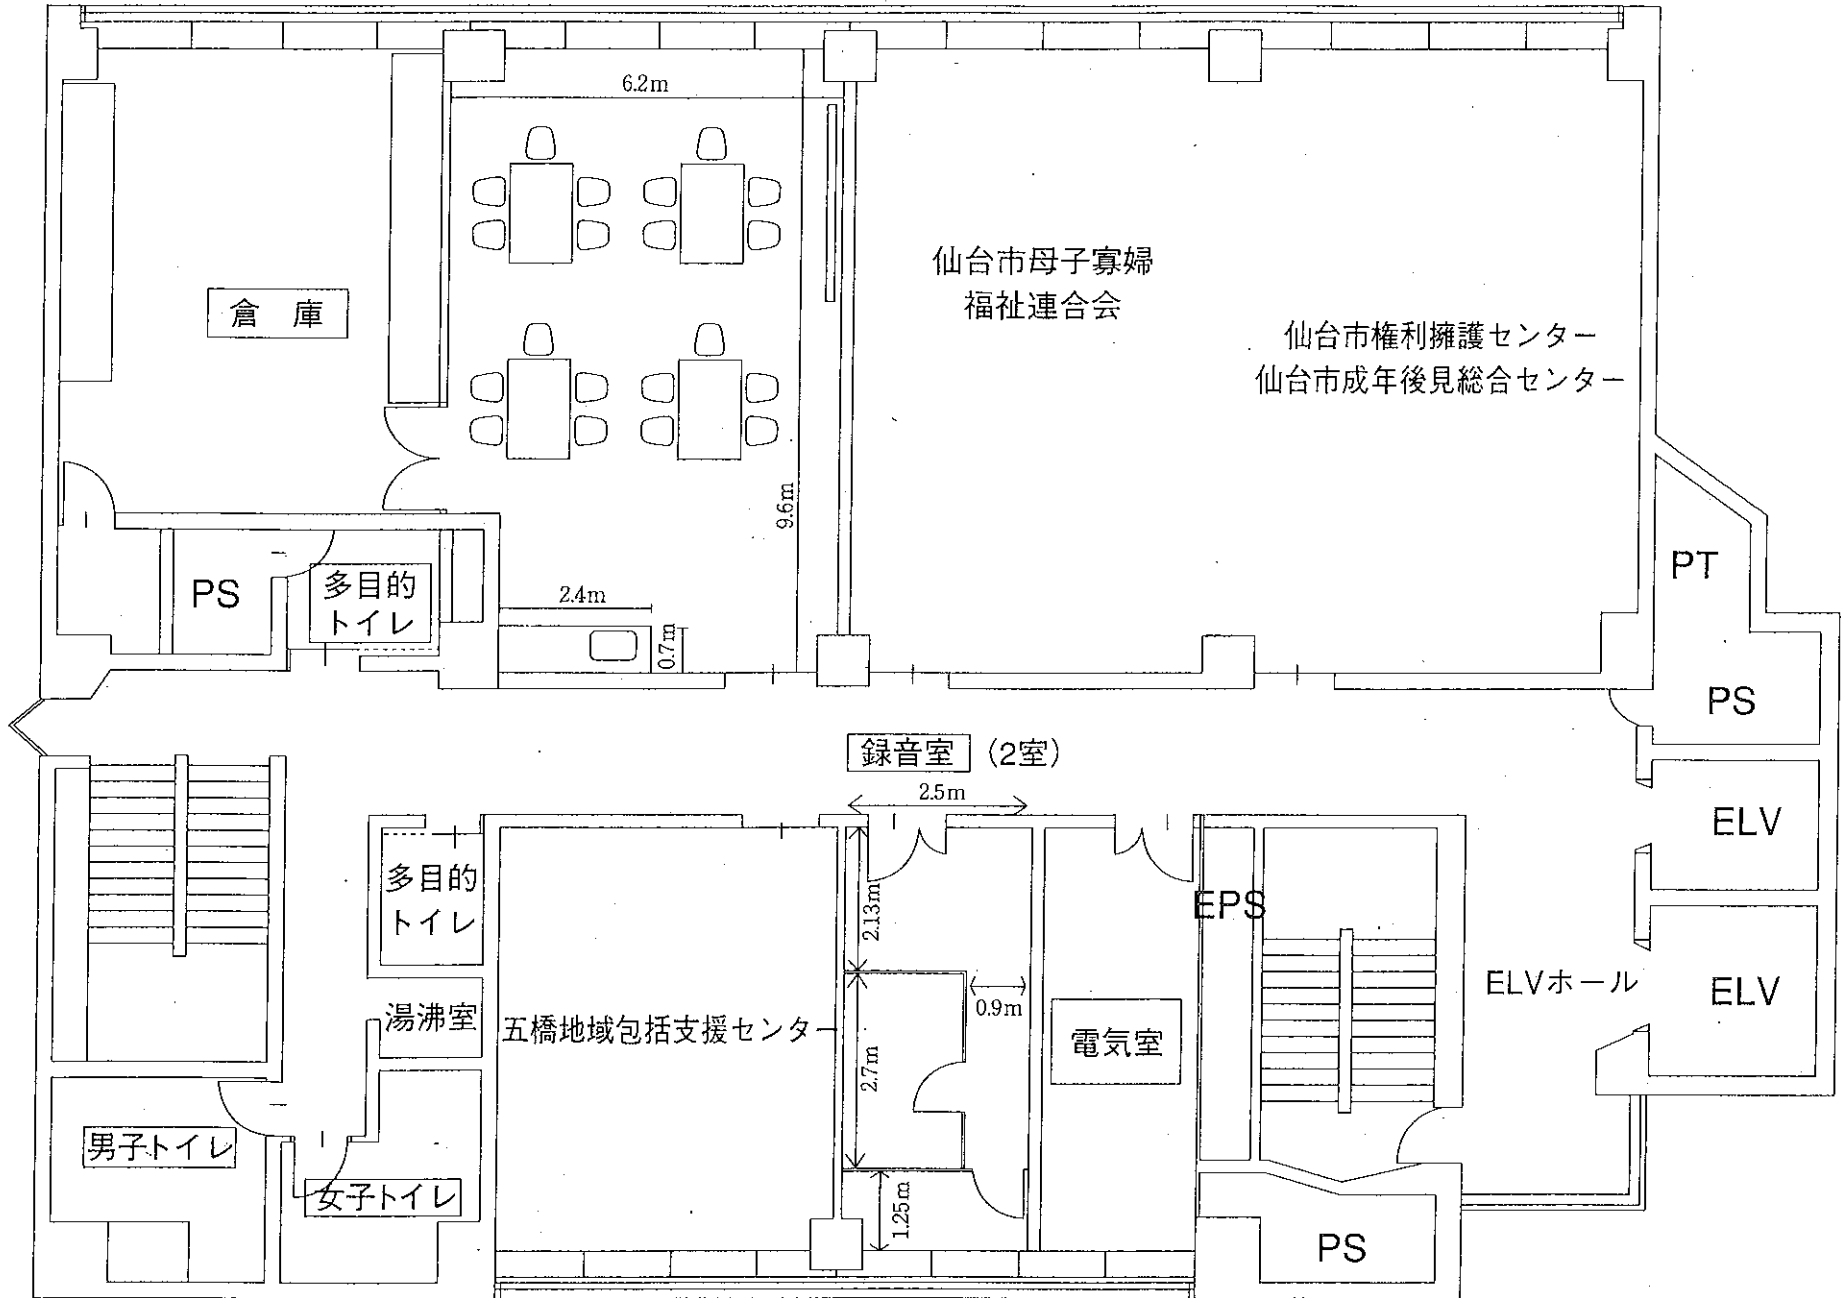 6.2m
仙台市母子寡婦
福祉連合会
倉 庫
仙台市権利擁護センター
仙台市成年後見総合センター
9.6m
PS
多目的
トイレ
2.4m
0.7m
PT
PS
録音室 (2室)
2.5m
ELV
多目的
トイレ
2.13m
EPS
ELVホール
ELV
0.9m
湯沸室
五橋地域包括支援センター
電気室
2.7m
男子トイレ
女子トイレ
1.25m
PS